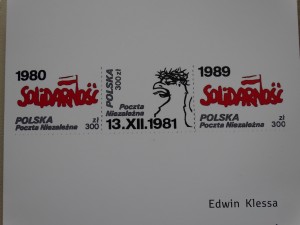 1980
SOLIDARNOŚĆ
POLSKA
Poczta Niezależna
zł
300
POLSKA
300 zł
Poczta
Niezależna
13.XII.1981
1989
SOLIDARNOŚĆ
POLSKA
Poczta Niezależna
zł
300
Edwin Klessa